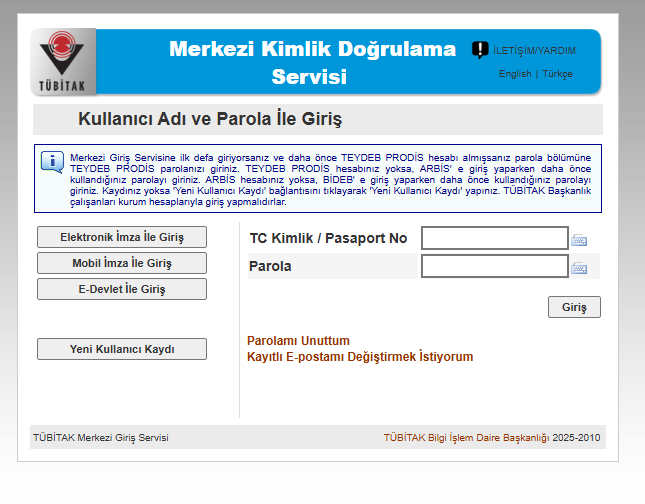 TÜBİTAK
Merkezi Kimlik Doğrulama
Servisi
İLETİŞİM/YARDIM
English | Türkçe
Kullanıcı Adı ve Parola İle Giriş
Merkezi Giriş Servisine ilk defa giriyorsanız ve daha önce TEYDEB PRODİS hesabı almışsanız parola bölümüne
TEYDEB PRODİS parolanızı giriniz. TEYDEB PRODİS hesabınız yoksa, ARBİS' e giriş yaparken daha önce
kullandığınız parolayı giriniz. ARBİS hesabınız yoksa, BİDEB' e giriş yaparken daha önce kullandığınız parolayı
giriniz. Kaydınız yoksa 'Yeni Kullanıcı Kaydı' bağlantısını tıklayarak 'Yeni Kullanıcı Kaydı' yapınız. TÜBİTAK Başkanlık
çalışanları kurum hesaplarıyla giriş yapmalıdırlar.
Elektronik İmza İle Giriş
Mobil İmza İle Giriş
E-Devlet İle Giriş
Yeni Kullanıcı Kaydı
TC Kimlik / Pasaport No
Parola
Giriş
Parolamı Unuttum
Kayıtlı E-postamı Değiştirmek İstiyorum
TÜBİTAK Merkezi Giriş Servisi
TÜBİTAK Bilgi İşlem Daire Başkanlığı 2025-2010